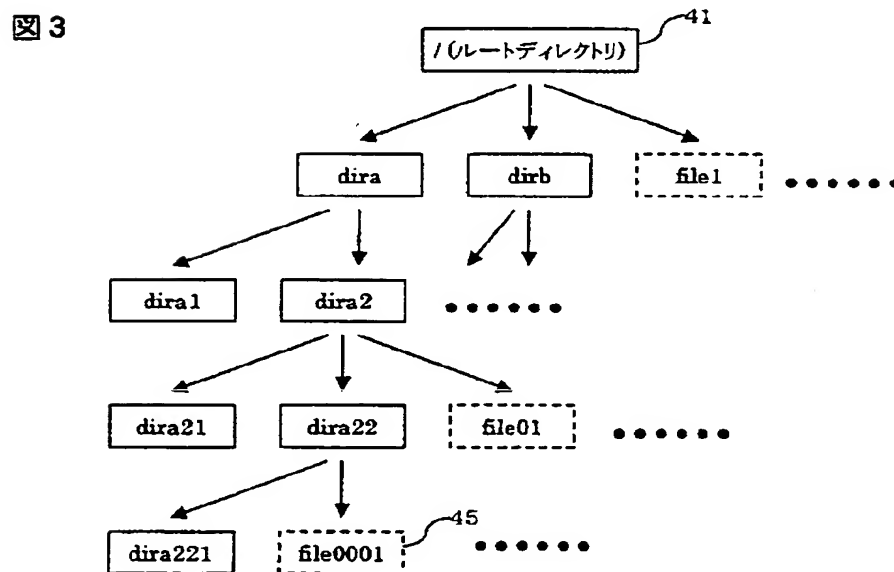 図3
41
/(ルートディレクトリ)
dira
dirb
file1
dira1
dira2
dira21
dira22
file01
45
dira221
file0001